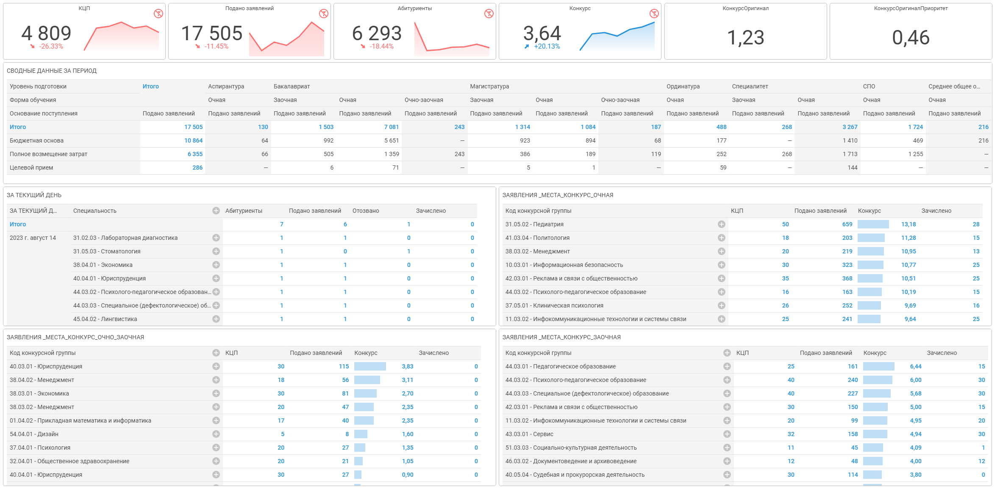 КЦП
4 809
-26.33%
Подано заявлений
17 505
-11.45%
Абитуриенты
6 293
-18.44%
Конкурс
3,64
+20.13%
КонкурсОригинал
1,23
КонкурсОригиналПриоритет
0,46
СВОДНЫЕ ДАННЫЕ ЗА ПЕРИОД
Уровень подготовки Итого Аспирантура Бакалавриат Магистратура Ординатура Специалитет СПО Среднее общее о...
Форма обучения Очная Заочная Очная Очно-заочная Заочная Очная Очно-заочная Очная Заочная Очная Очная Очная
Основание поступления Подано заявлений Подано заявлений Подано заявлений Подано заявлений Подано заявлений Подано заявлений Подано заявлений Подано заявлений Подано заявлений Подано заявлений Подано заявлений Подано заявлений Подано заявлений
Итого 17 505 130 1 503 7 081 243 1 314 1 084 187 488 268 3 267 1 724 216
Бюджетная основа 10 864 64 992 5 651 — 923 894 68 177 — 1 410 469 216
Полное возмещение затрат 6 355 66 505 1 359 243 386 189 119 252 268 1 713 1 255 —
Целевой прием 286 — 6 71 — 5 1 — 59 — 144 — —
ЗА ТЕКУЩИЙ ДЕНЬ
ЗА ТЕКУЩИЙ Д... Специальность Абитуриенты Подано заявлений Отозвано Зачислено
Итого 7 6 1 0
2023 г. август 14 31.02.03 - Лабораторная диагностика 1 1 0 0
31.05.03 - Стоматология 1 0 1 0
38.04.01 - Экономика 1 1 0 0
40.04.01 - Юриспруденция 1 1 0 0
44.03.02 - Психолого-педагогическое образован... 1 1 0 0
44.03.03 - Специальное (дефектологическое) об... 1 1 0 0
45.04.02 - Лингвистика 1 1 0 0
ЗАЯВЛЕНИЯ _МЕСТА_КОНКУРС_ОЧНАЯ
Код конкурсной группы КЦП Подано заявлений Конкурс Зачислено
31.05.02 - Педиатрия 50 659 13,18 28
41.03.04 - Политология 18 203 11,28 15
38.03.02 - Менеджмент 20 219 10,95 13
10.03.01 - Информационная безопасность 30 323 10,77 25
42.03.01 - Реклама и связи с общественностью 35 368 10,51 25
44.03.02 - Психолого-педагогическое образование 16 163 10,19 15
37.05.01 - Клиническая психология 26 252 9,69 16
11.03.02 - Инфокоммуникационные технологии и системы связи 25 241 9,64 25
ЗАЯВЛЕНИЯ _МЕСТА_КОНКУРС_ОЧНО_ЗАОЧНАЯ
Код конкурсной группы КЦП Подано заявлений Конкурс Зачислено
40.03.01 - Юриспруденция 30 115 3,83 0
38.04.02 - Менеджмент 18 56 3,11 0
38.03.01 - Экономика 30 81 2,70 0
38.03.02 - Менеджмент 20 47 2,35 0
01.04.02 - Прикладная математика и информатика 17 40 2,35 0
54.04.01 - Дизайн 5 8 1,60 0
37.04.01 - Психология 20 27 1,35 0
32.04.01 - Общественное здравоохранение 20 21 1,05 0
40.04.01 - Юриспруденция 30 27 0,90 0
ЗАЯВЛЕНИЯ _МЕСТА_КОНКУРС_ЗАОЧНАЯ
Код конкурсной группы КЦП Подано заявлений Конкурс Зачислено
44.03.01 - Педагогическое образование 25 161 6,44 15
44.03.02 - Психолого-педагогическое образование 40 240 6,00 30
44.03.03 - Специальное (дефектологическое) образование 40 227 5,68 30
42.03.01 - Реклама и связи с общественностью 30 150 5,00 15
11.03.02 - Инфокоммуникационные технологии и системы связи 20 99 4,95 20
43.03.01 - Сервис 32 158 4,94 30
51.03.03 - Социально-культурная деятельность 11 45 4,09 1
46.03.02 - Документоведение и архивоведение 12 48 4,00 12
40.05.04 - Судебная и прокурорская деятельность 30 114 3,80 0